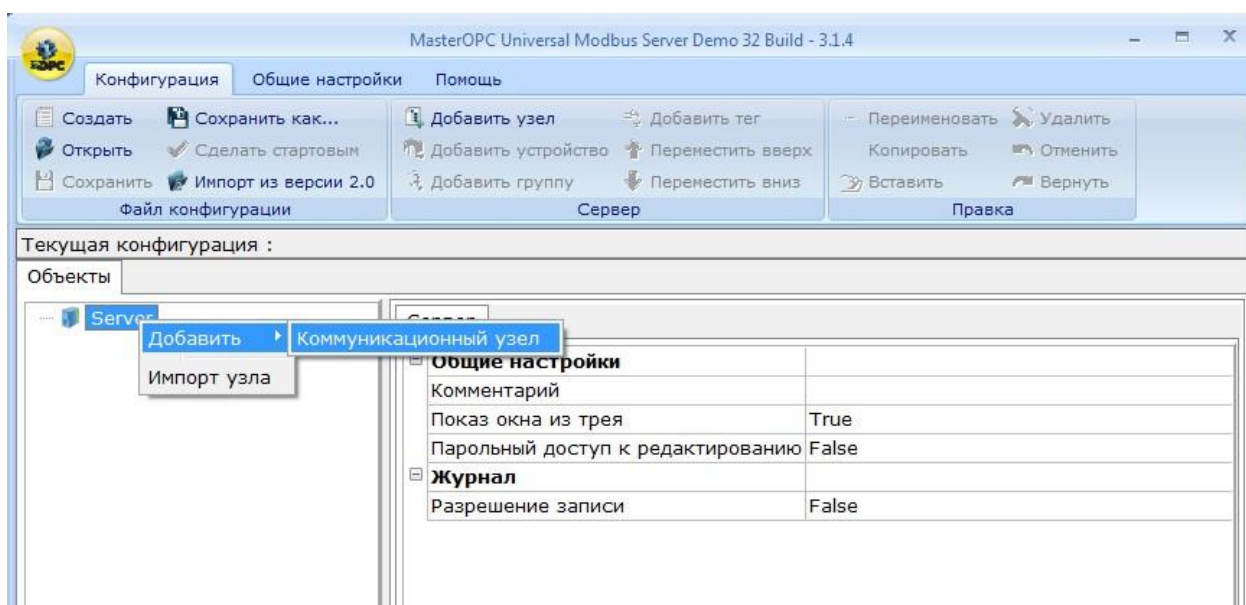 MasterOPC Universal Modbus Server Demo 32 Build - 3.1.4
Конфигурация Общие настройки Помощь
Создать Сохранить как... Добавить узел Добавить тег Переименовать Удалить
Открыть Сделать стартовым Добавить устройство Переместить вверх Копировать Отменить
Сохранить Импорт из версии 2.0 Добавить группу Переместить вниз Вставить Вернуть
Файл конфигурации Сервер Правка
Текущая конфигурация :
Объекты
Server
Добавить Коммуникационный узел
Импорт узла
Общие настройки
Комментарий
Показ окна из трея True
Парольный доступ к редактированию False
Журнал
Разрешение записи False